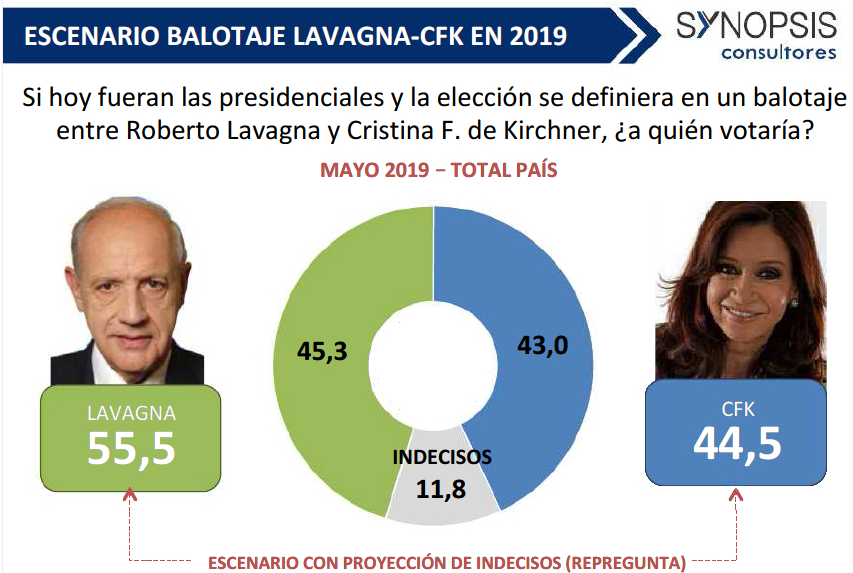 ESCENARIO BALOTAJE LAVAGNA-CFK EN 2019
SYNOPSIS
consultores
Si hoy fueran las presidenciales y la elección se definiera en un balotaje
entre Roberto Lavagna y Cristina F. de Kirchner, ¿a quién votaría?
MAYO 2019 – TOTAL PAÍS
45,3
43,0
INDECISOS
11,8
LAVAGNA
55,5
CFK
44,5
ESCENARIO CON PROYECCIÓN DE INDECISOS (REPREGUNTA)